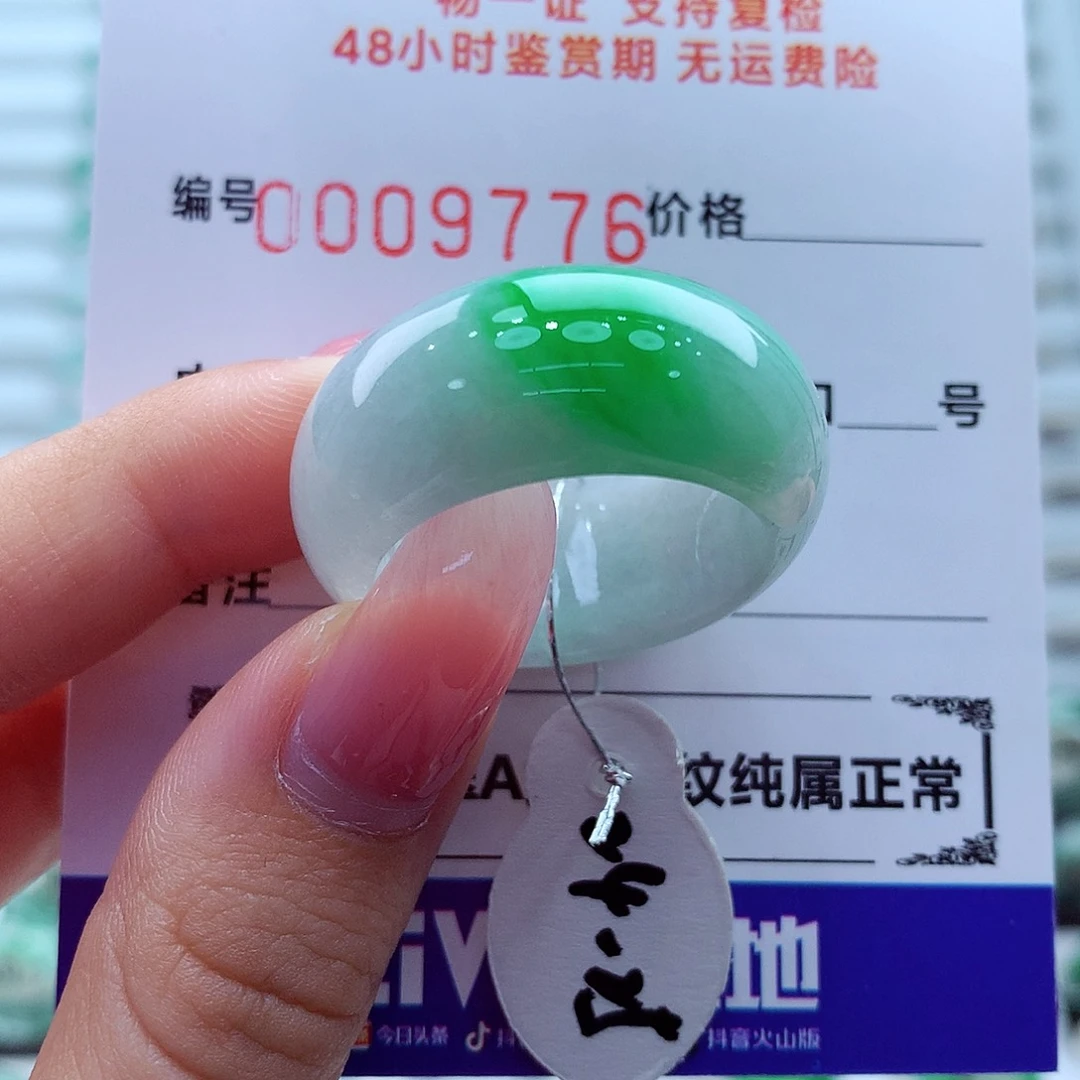 物一证 支持复检
48小时鉴赏期 无运费险
编号0009776价格
号
备注
A 纹纯属正常
地
今日头条 抖 抖音火山版